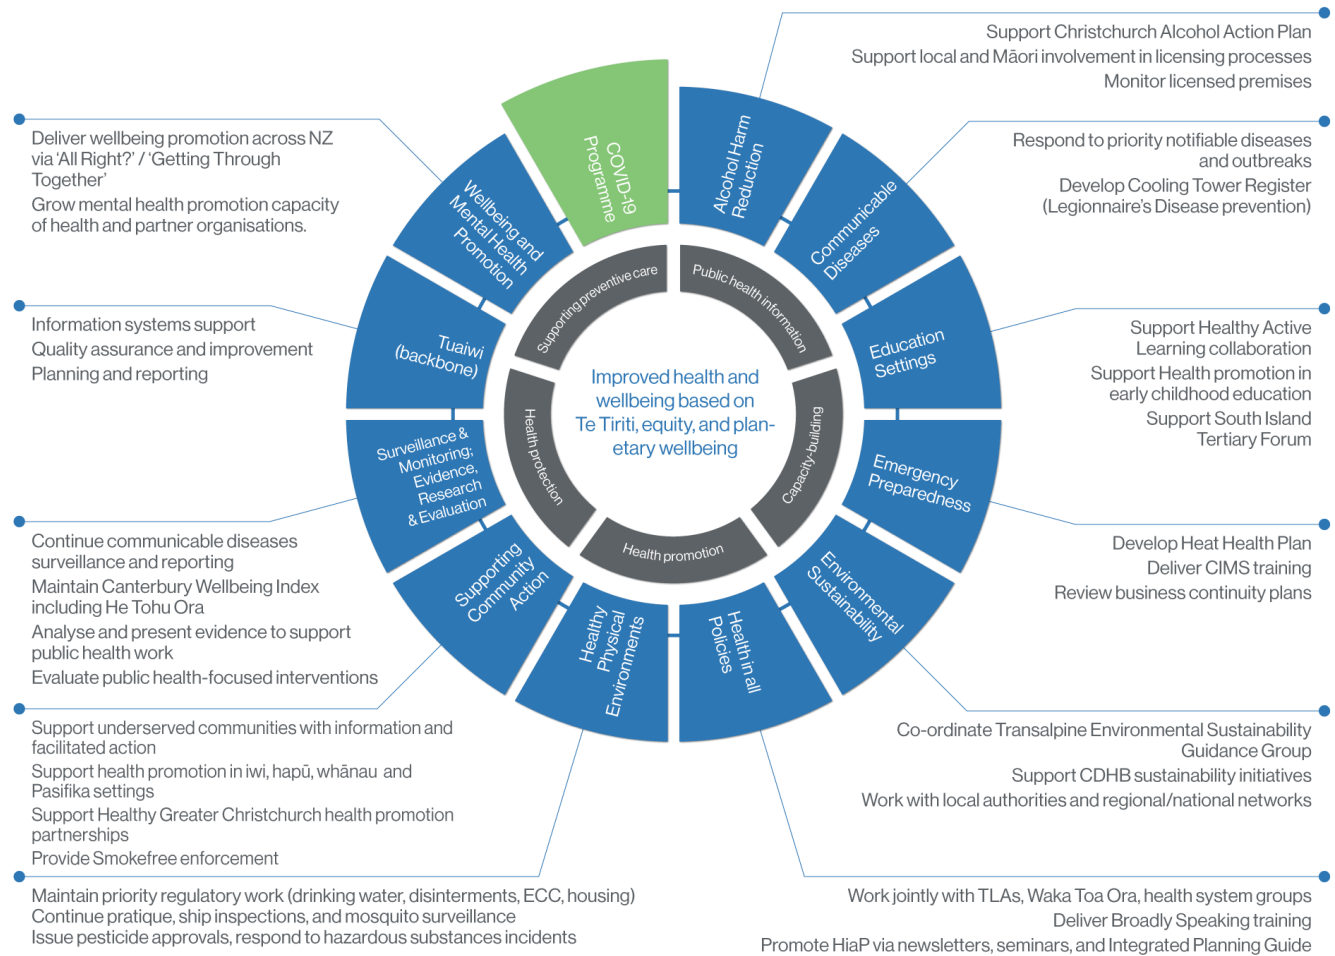 Support Christchurch Alcohol Action Plan
Support local and Māori involvement in licensing processes
Monitor licensed premises
Respond to priority notifiable diseases
and outbreaks
Develop Cooling Tower Register
(Legionnaire's Disease prevention)
Support Healthy Active
Learning collaboration
Support Health promotion in
early childhood education
Support South Island
Tertiary Forum
Develop Heat Health Plan
Deliver CIMS training
Review business continuity plans
Co-ordinate Transalpine Environmental Sustainability
Guidance Group
Support CDHB sustainability initiatives
Work with local authorities and regional/national networks
Work jointly with TLAs, Waka Toa Ora, health system groups
Deliver Broadly Speaking training
Promote HiaP via newsletters, seminars, and Integrated Planning Guide
Deliver wellbeing promotion across NZ
via ‘All Right?’ / ‘Getting Through
Together’
Grow mental health promotion capacity
of health and partner organisations.
Information systems support
Quality assurance and improvement
Planning and reporting
Continue communicable diseases
surveillance and reporting
Maintain Canterbury Wellbeing Index
including He Tohu Ora
Analyse and present evidence to support
public health work
Evaluate public health-focused interventions
Support underserved communities with information and
facilitated action
Support health promotion in iwi, hapū, whānau and
Pasifika settings
Support Healthy Greater Christchurch health promotion
partnerships
Provide Smokefree enforcement
Maintain priority regulatory work (drinking water, disinterments, ECC, housing)
Continue pratique, ship inspections, and mosquito surveillance
Issue pesticide approvals, respond to hazardous substances incidents
COVID-19
Programme
Alcohol Harm
Reduction
Communicable
Diseases
Education
Settings
Emergency
Preparedness
Environmental
Sustainability
Health in all
Policies
Healthy
Physical
Environments
Supporting
Community
Action
Surveillance &
Monitoring;
Evidence,
Research
& Evaluation
Tuaiwi
(backbone)
Wellbeing and
Mental Health
Promotion
Supporting preventive care
Public health information
Capacity-building
Health promotion
Health protection
Improved health and
wellbeing based on
Te Tiriti, equity, and plan-
etary wellbeing